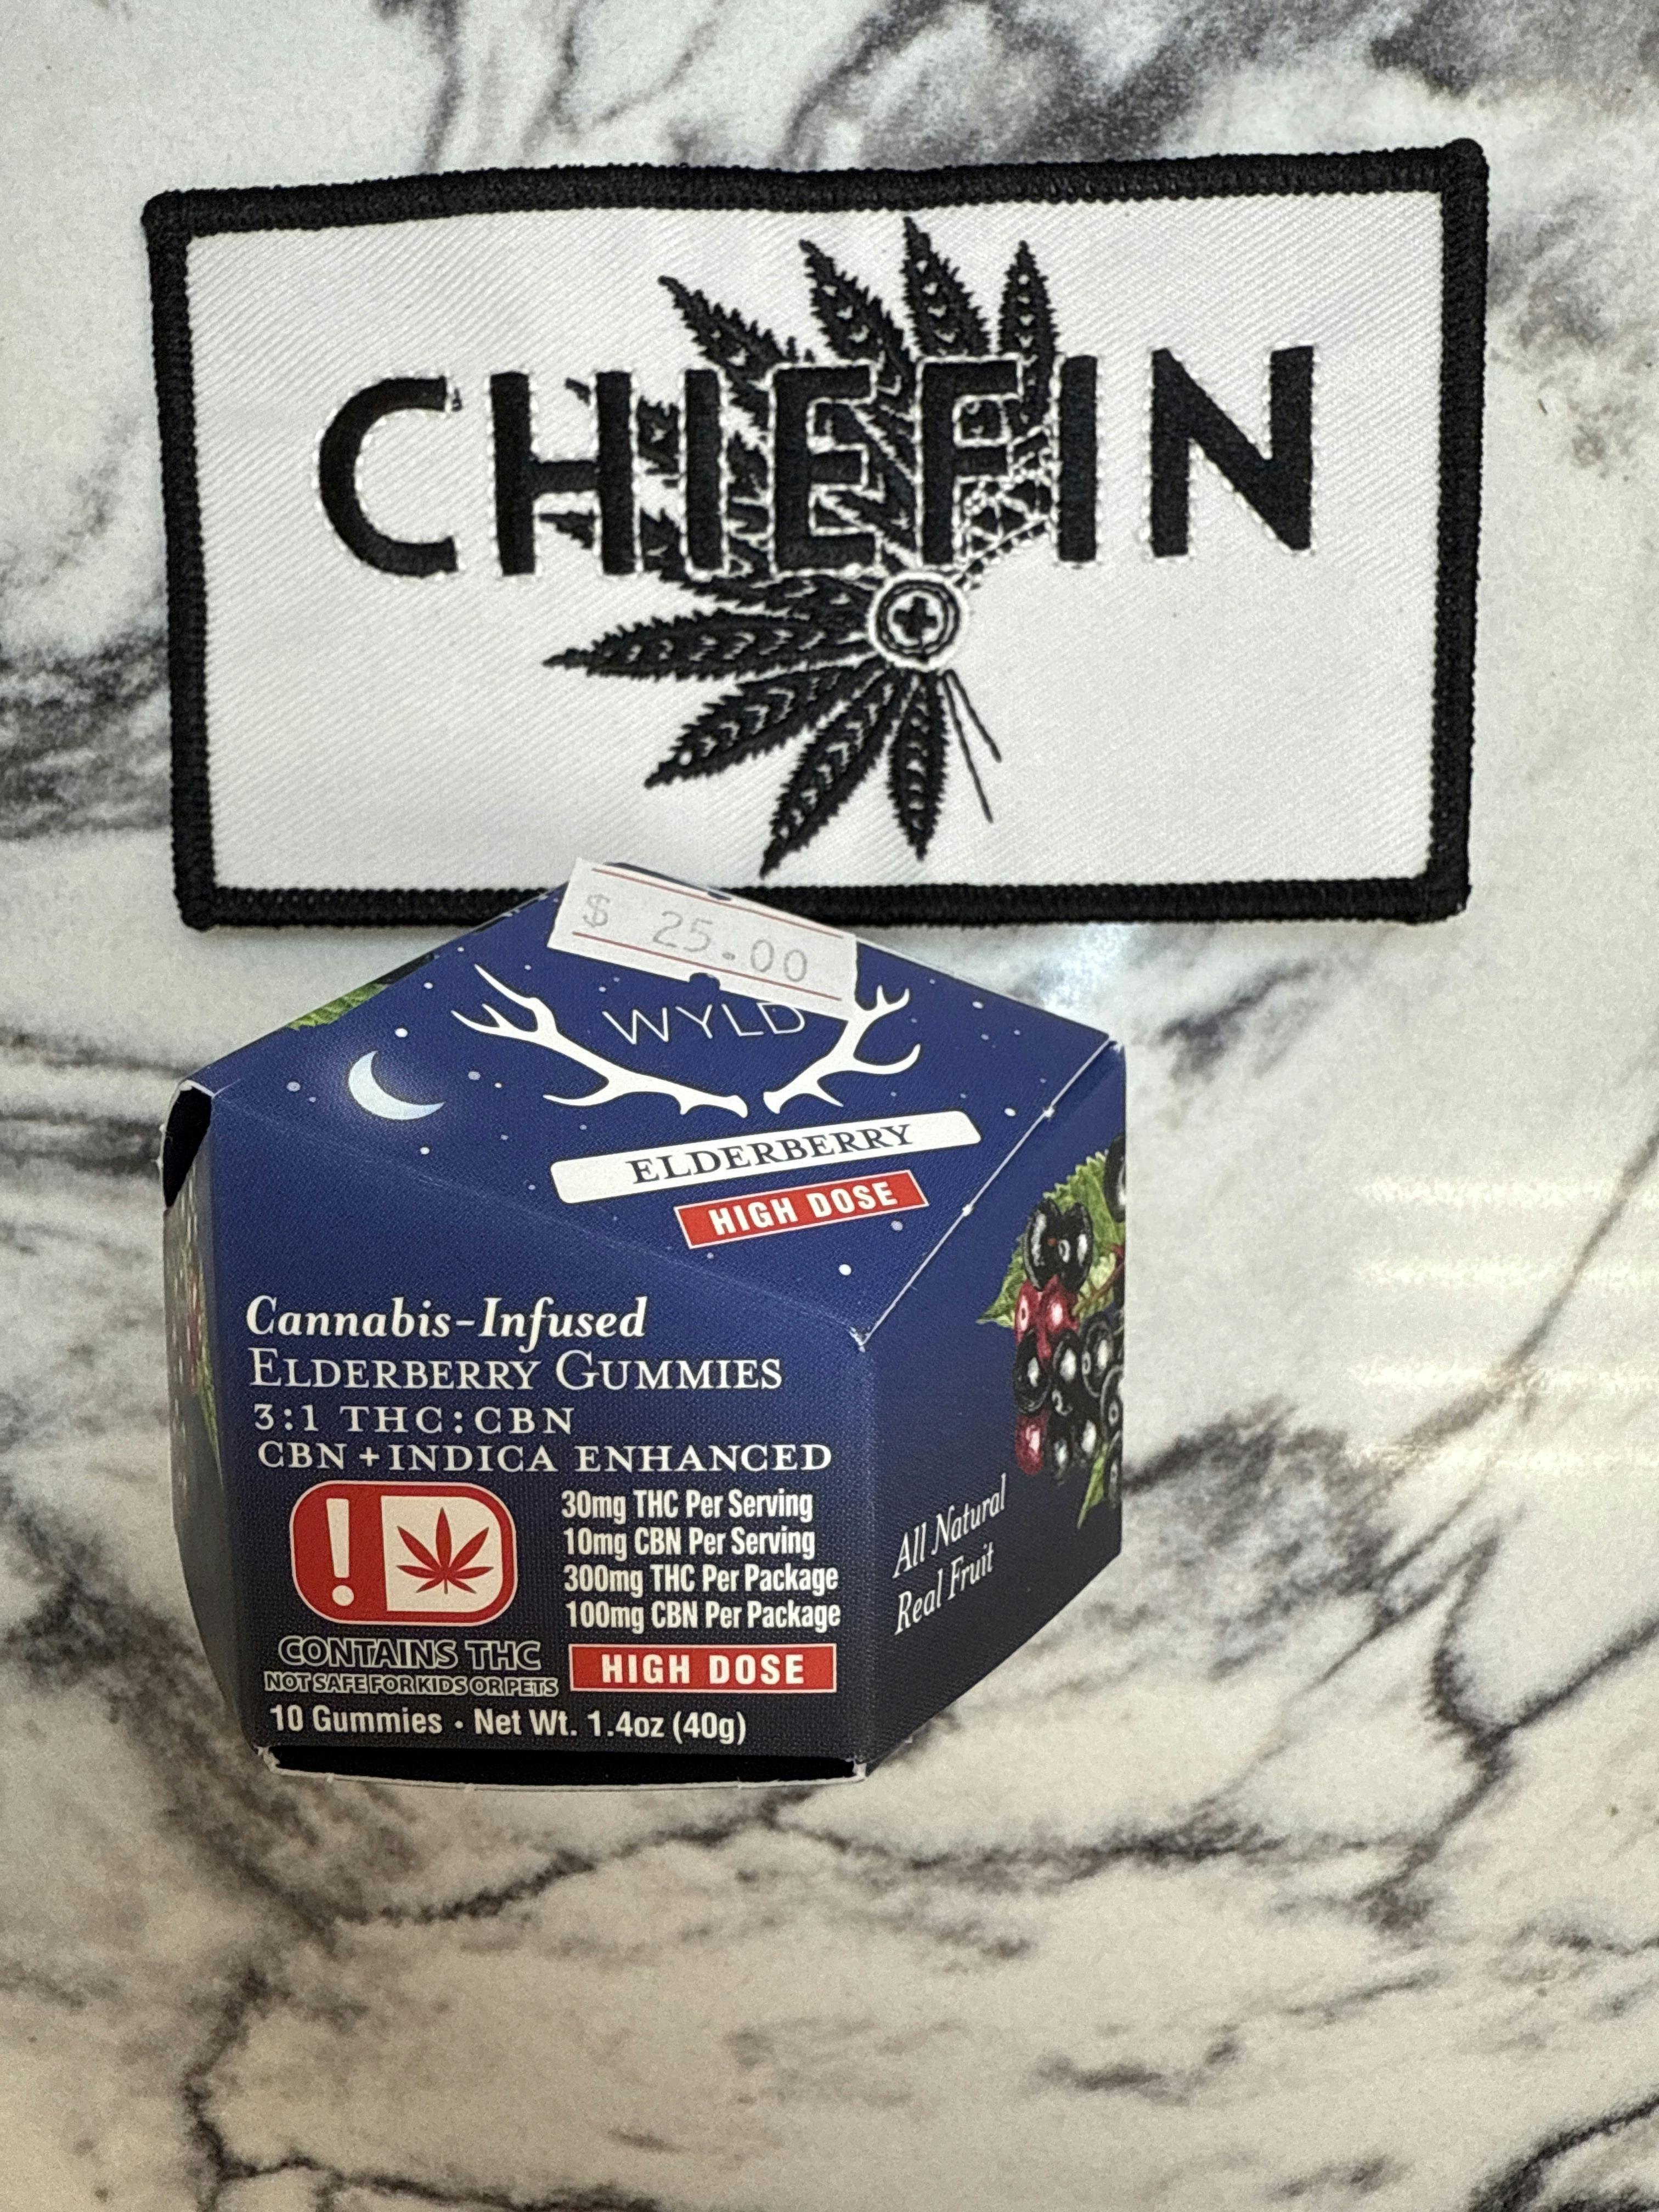 CHIEFIN
$ 25.00
WYLD
ELDERBERRY
HIGH DOSE
Cannabis-Infused
ELDERBERRY GUMMIES
3:1 THC:CBN
CBN + INDICA ENHANCED
30mg THC Per Serving
10mg CBN Per Serving
300mg THC Per Package
100mg CBN Per Package
!
CONTAINS THC
NOT SAFE FOR KIDS OR PETS
HIGH DOSE
10 Gummies • Net Wt. 1.4oz (40g)
All Natural
Real Fruit